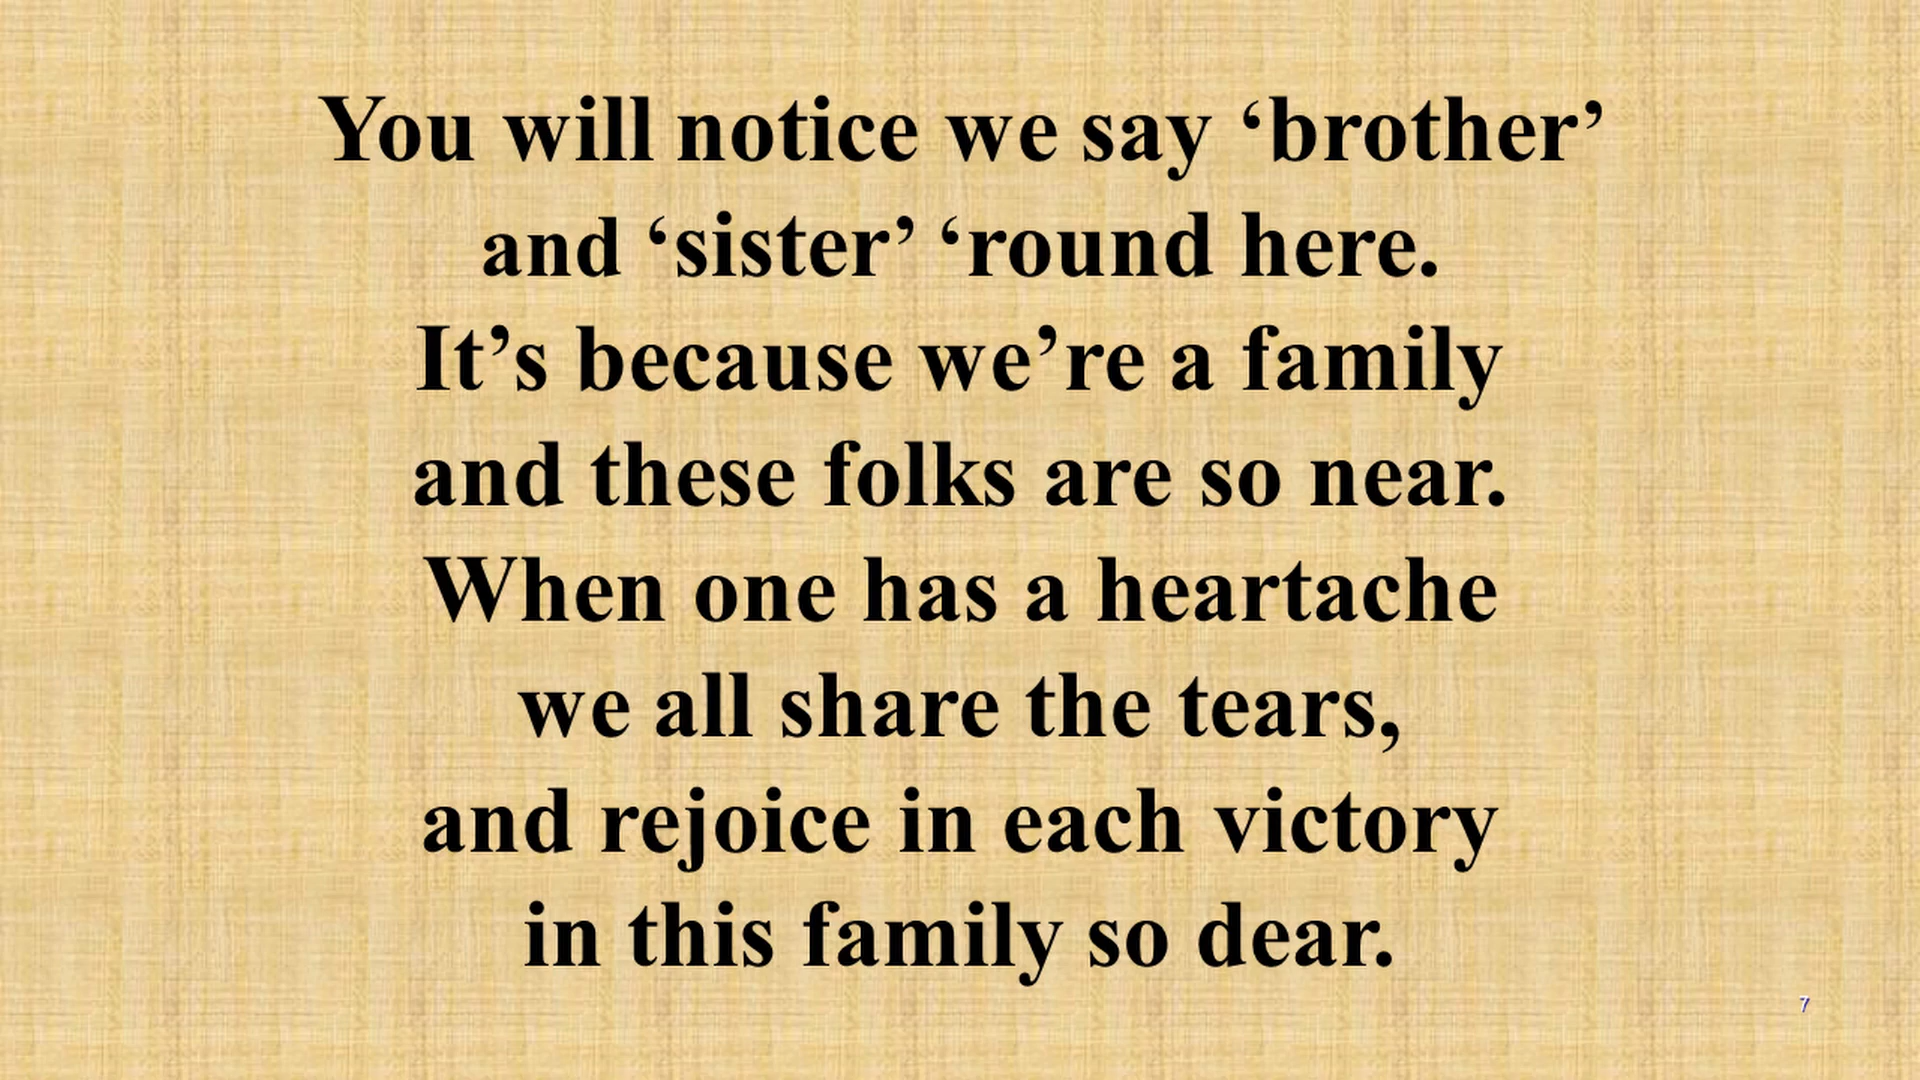 You will notice we say ‘brother’
and ‘sister’ ‘round here.
It’s because we’re a family
and these folks are so near.
When one has a heartache
we all share the tears,
and rejoice in each victory
in this family so dear.
7